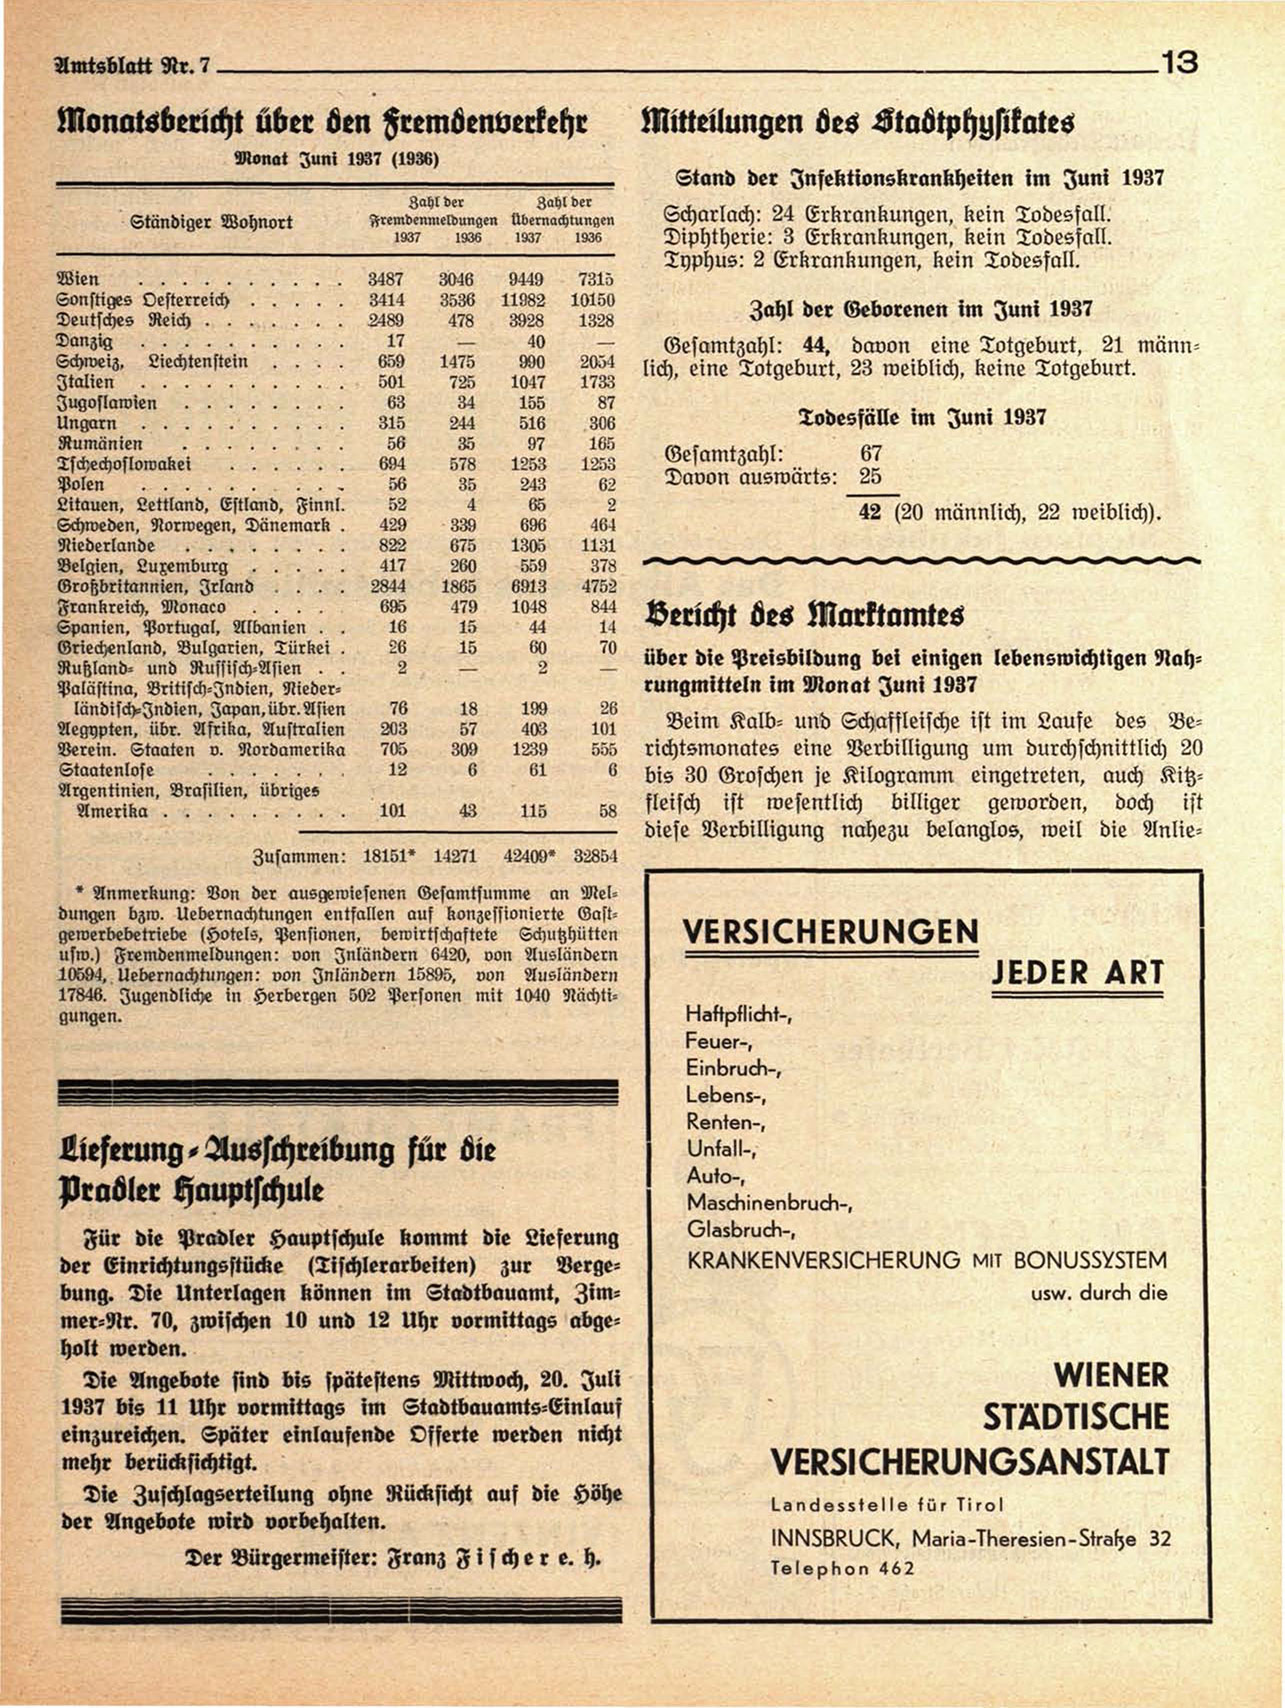 Amtsblatt Nr. 7
13
Monatsbericht über den Fremdenverkehr
Monat Juni 1937 (1936)
Ständiger Wohnort
Zahl der Zahl der
Fremdenmeldungen Übernachtungen
1937 1936 1937 1936
Wien . . . . . . . . . . 3487 3046 9449 7315
Sonstiges Oesterreich . . . . . 3414 3536 11982 10150
Deutsches Reich . . . . . . . 2489 478 3928 1328
Danzig . . . . . . . . . . 17 — 40 —
Schweiz, Liechtenstein . . . . 659 1475 990 2054
Italien . . . . . . . . . . 501 725 1047 1733
Jugoslawien . . . . . . . . 63 34 155 87
Ungarn . . . . . . . . . . 315 244 516 306
Rumänien . . . . . . . . 56 35 97 165
Tschechoslowakei . . . . . . 694 578 1253 1253
Polen . . . . . . . . . . 56 35 243 62
Litauen, Lettland, Estland, Finnl. 52 4 65 2
Schweden, Norwegen, Dänemark . 429 339 696 464
Niederlande . . . . . . . . 822 675 1305 1131
Belgien, Luxemburg . . . . . 417 260 559 378
Großbritannien, Irland . . . . 2844 1865 6913 4752
Frankreich, Monaco . . . . 695 479 1048 844
Spanien, Portugal, Albanien . . 16 15 44 14
Griechenland, Bulgarien, Türkei . 26 15 60 70
Rußland- und Russisch-Asien . . 2 — 2 —
Palästina, Britisch-Indien, Nieder-
ländisch-Indien, Japan, übr. Asien 76 18 199 26
Aegypten, übr. Afrika, Australien 203 57 403 101
Verein. Staaten v. Nordamerika 705 309 1239 555
Staatenlose . . . . . . . 12 6 61 6
Argentinien, Brasilien, übriges
Amerika . . . . . . . . . 101 43 115 58
Zusammen: 18151* 14271 42409* 32854
* Anmerkung: Von der ausgewiesenen Gesamtsumme an Mel-
dungen bzw. Uebernachtungen entfallen auf konzessionierte Gast-
gewerbebetriebe (Hotels, Pensionen, bewirtschaftete Schutzhütten
usw.) Fremdenmeldungen: von Inländern 6420, von Ausländern
10594, Uebernachtungen: von Inländern 15895, von Ausländern
17846. Jugendliche in Herbergen 502 Personen mit 1040 Nächti-
gungen.
Lieferung-Ausschreibung für die
Pradler Hauptschule
Für die Pradler Hauptschule kommt die Lieferung
der Einrichtungsstücke (Tischlerarbeiten) zur Verge-
bung. Die Unterlagen können im Stadtbauamt, Zim-
mer-Nr. 70, zwischen 10 und 12 Uhr vormittags abge-
holt werden.
Die Angebote sind bis spätestens Mittwoch, 20. Juli
1937 bis 11 Uhr vormittags im Stadtbauamts-Einlauf
einzureichen. Später einlaufende Offerte werden nicht
mehr berücksichtigt.
Die Zuschlagserteilung ohne Rücksicht auf die Höhe
der Angebote wird vorbehalten.
Der Bürgermeister: Franz Fischer e. h.
Mitteilungen des Stadtphysikates
Stand der Infektionskrankheiten im Juni 1937
Scharlach: 24 Erkrankungen, kein Todesfall.
Diphtherie: 3 Erkrankungen, kein Todesfall.
Typhus: 2 Erkrankungen, kein Todesfall.
Zahl der Geborenen im Juni 1937
Gesamtzahl: 44, davon eine Totgeburt, 21 männ-
lich, eine Totgeburt, 23 weiblich, keine Totgeburt.
Todesfälle im Juni 1937
Gesamtzahl: 67
Davon auswärts: 25
42 (20 männlich, 22 weiblich).
Bericht des Marktamtes
über die Preisbildung bei einigen lebenswichtigen Nah-
rungmitteln im Monat Juni 1937
Beim Kalb- und Schaffleische ist im Laufe des Be-
richtsmonates eine Verbilligung um durchschnittlich 20
bis 30 Groschen je Kilogramm eingetreten, auch Kitz-
fleisch ist wesentlich billiger geworden, doch ist
diese Verbilligung nahezu belanglos, weil die Anlie-
VERSICHERUNGEN
JEDER ART
Haftpflicht-,
Feuer-,
Einbruch-,
Lebens-,
Renten-,
Unfall-,
Auto-,
Maschinenbruch-,
Glasbruch-,
KRANKENVERSICHERUNG MIT BONUSSYSTEM
usw. durch die
WIENER
STÄDTISCHE
VERSICHERUNGSANSTALT
Landesstelle für Tirol
INNSBRUCK, Maria-Theresien-Straße 32
Telephon 462